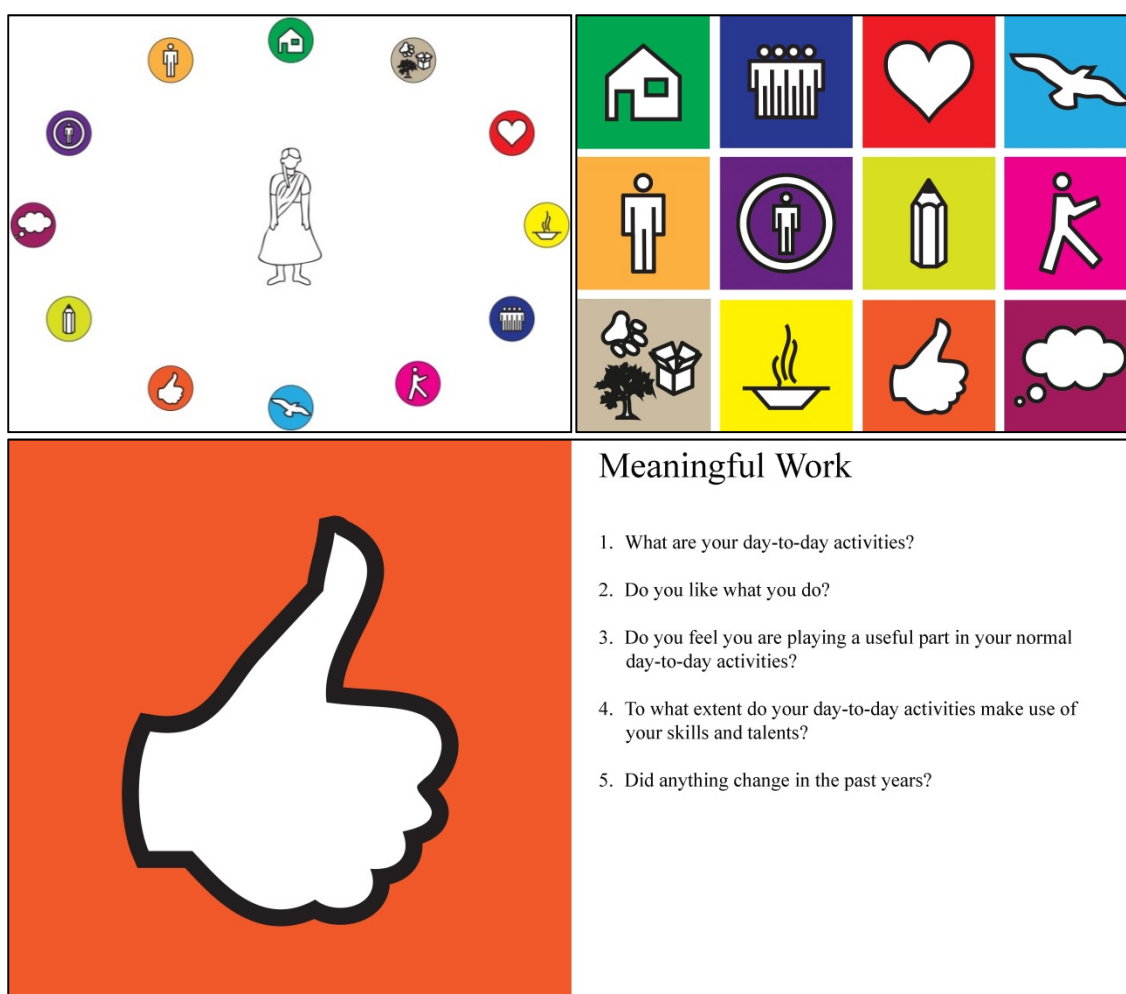 Meaningful Work
1. What are your day-to-day activities?
2. Do you like what you do?
3. Do you feel you are playing a useful part in your normal
day-to-day activities?
4. To what extent do your day-to-day activities make use of
your skills and talents?
5. Did anything change in the past years?